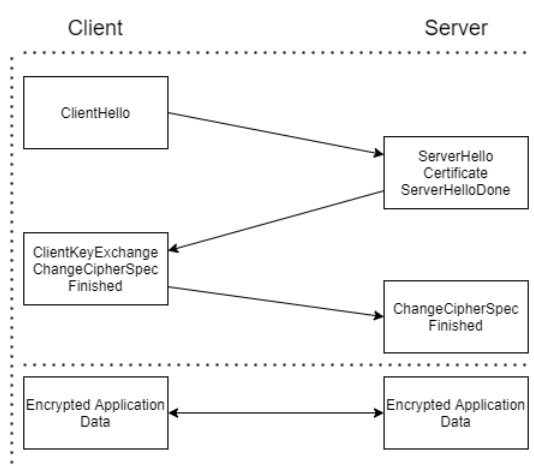 Client
Server
ClientHello
ServerHello
Certificate
ServerHelloDone
ClientKeyExchange
ChangeCipherSpec
Finished
ChangeCipherSpec
Finished
Encrypted Application
Data
Encrypted Application
Data